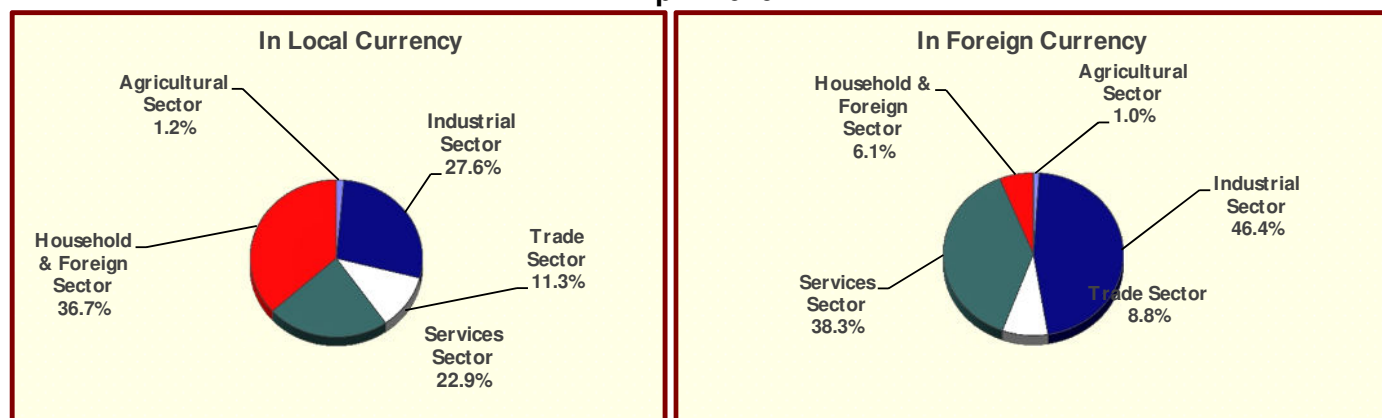 In Local Currency
Agricultural
Sector
1.2%
Industrial
Sector
27.6%
Trade
Sector
11.3%
Services
Sector
22.9%
Household
& Foreign
Sector
36.7%
In Foreign Currency
Household &
Foreign
Sector
6.1%
Agricultural
Sector
1.0%
Industrial
Sector
46.4%
Trade Sector
8.8%
Services
Sector
38.3%